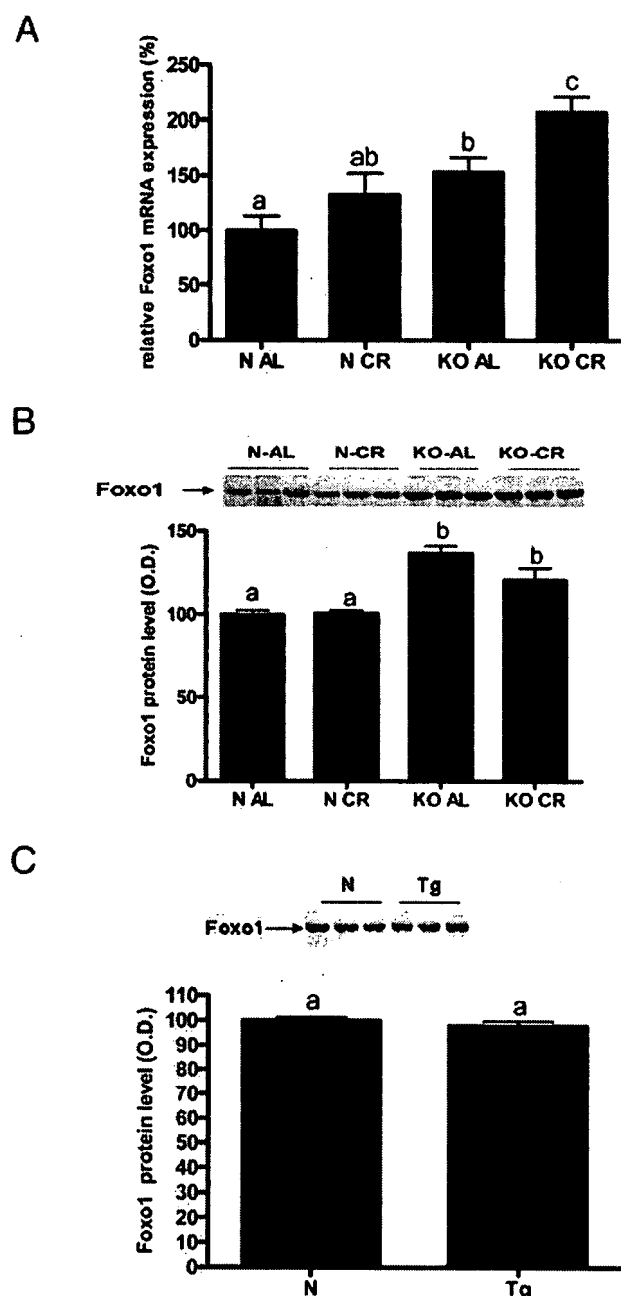 A
relative Foxo1 mRNA expression (%)
250
200
150
100
50
0
a
ab
b
c
N AL
N CR
KO AL
KO CR
B
N-AL
N-CR
KO-AL
KO-CR
Foxo1
Foxo1 protein level (O.D.)
150
100
50
0
a
a
b
b
N AL
N CR
KO AL
KO CR
C
N
Tg
Foxo1
Foxo1 protein level (O.D.)
110
100
90
80
70
60
50
40
30
20
10
0
a
a
N
Tg